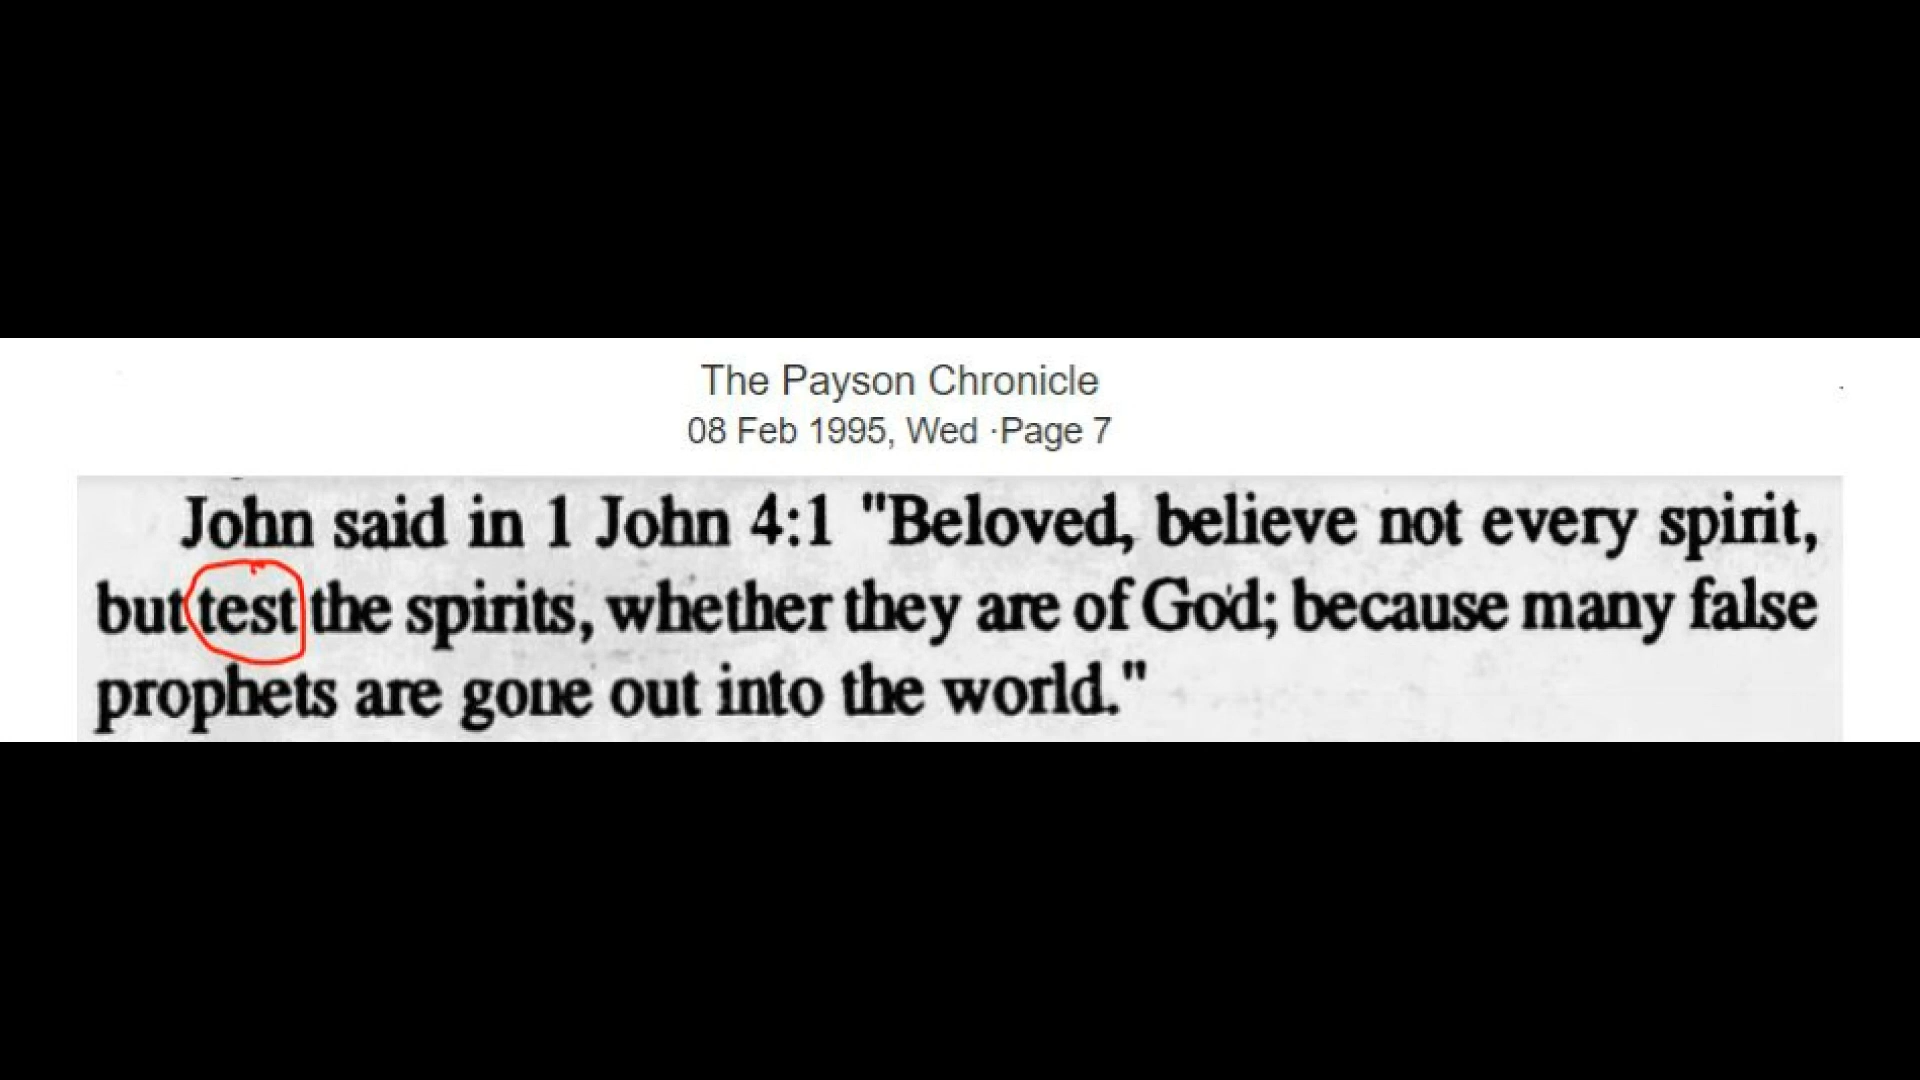 The Payson Chronicle
08 Feb 1995, Wed ·Page 7
John said in 1 John 4:1 "Beloved, believe not every spirit,
but test the spirits, whether they are of God; because many false
prophets are gone out into the world."